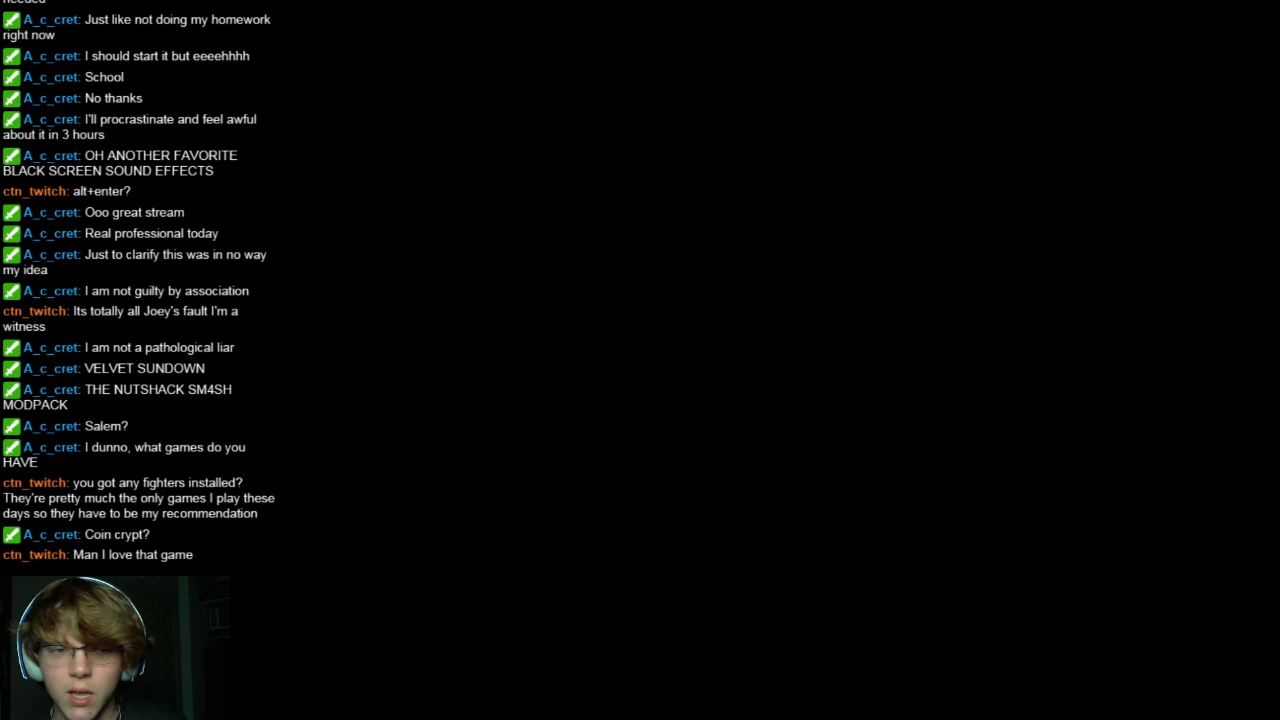 needed
A_c_cret: Just like not doing my homework
right now
A_c_cret: I should start it but eeeehhhh
A_c_cret: School
A_c_cret: No thanks
A_c_cret: I'll procrastinate and feel awful
about it in 3 hours
A_c_cret: OH ANOTHER FAVORITE
BLACK SCREEN SOUND EFFECTS
ctn_twitch: alt+enter?
A_c_cret: Ooo great stream
A_c_cret: Real professional today
A_c_cret: Just to clarify this was in no way
my idea
A_c_cret: I am not guilty by association
ctn_twitch: Its totally all Joey's fault I'm a
witness
A_c_cret: I am not a pathological liar
A_c_cret: VELVET SUNDOWN
A_c_cret: THE NUTSHACK SM4SH
MODPACK
A_c_cret: Salem?
A_c_cret: I dunno, what games do you
HAVE
ctn_twitch: you got any fighters installed?
They're pretty much the only games I play these
days so they have to be my recommendation
A_c_cret: Coin crypt?
ctn_twitch: Man I love that game